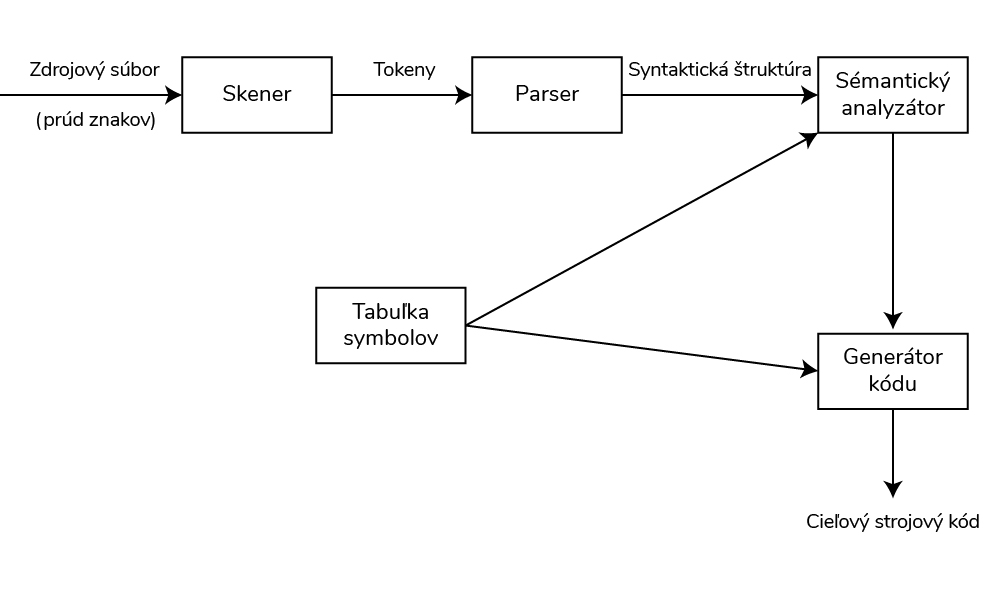 Zdrojový súbor
(prúd znakov)
Skener
Tokeny
Parser
Syntaktická štruktúra
Sémantický
analyzátor
Tabuľka
symbolov
Generátor
kódu
Cieľový strojový kód